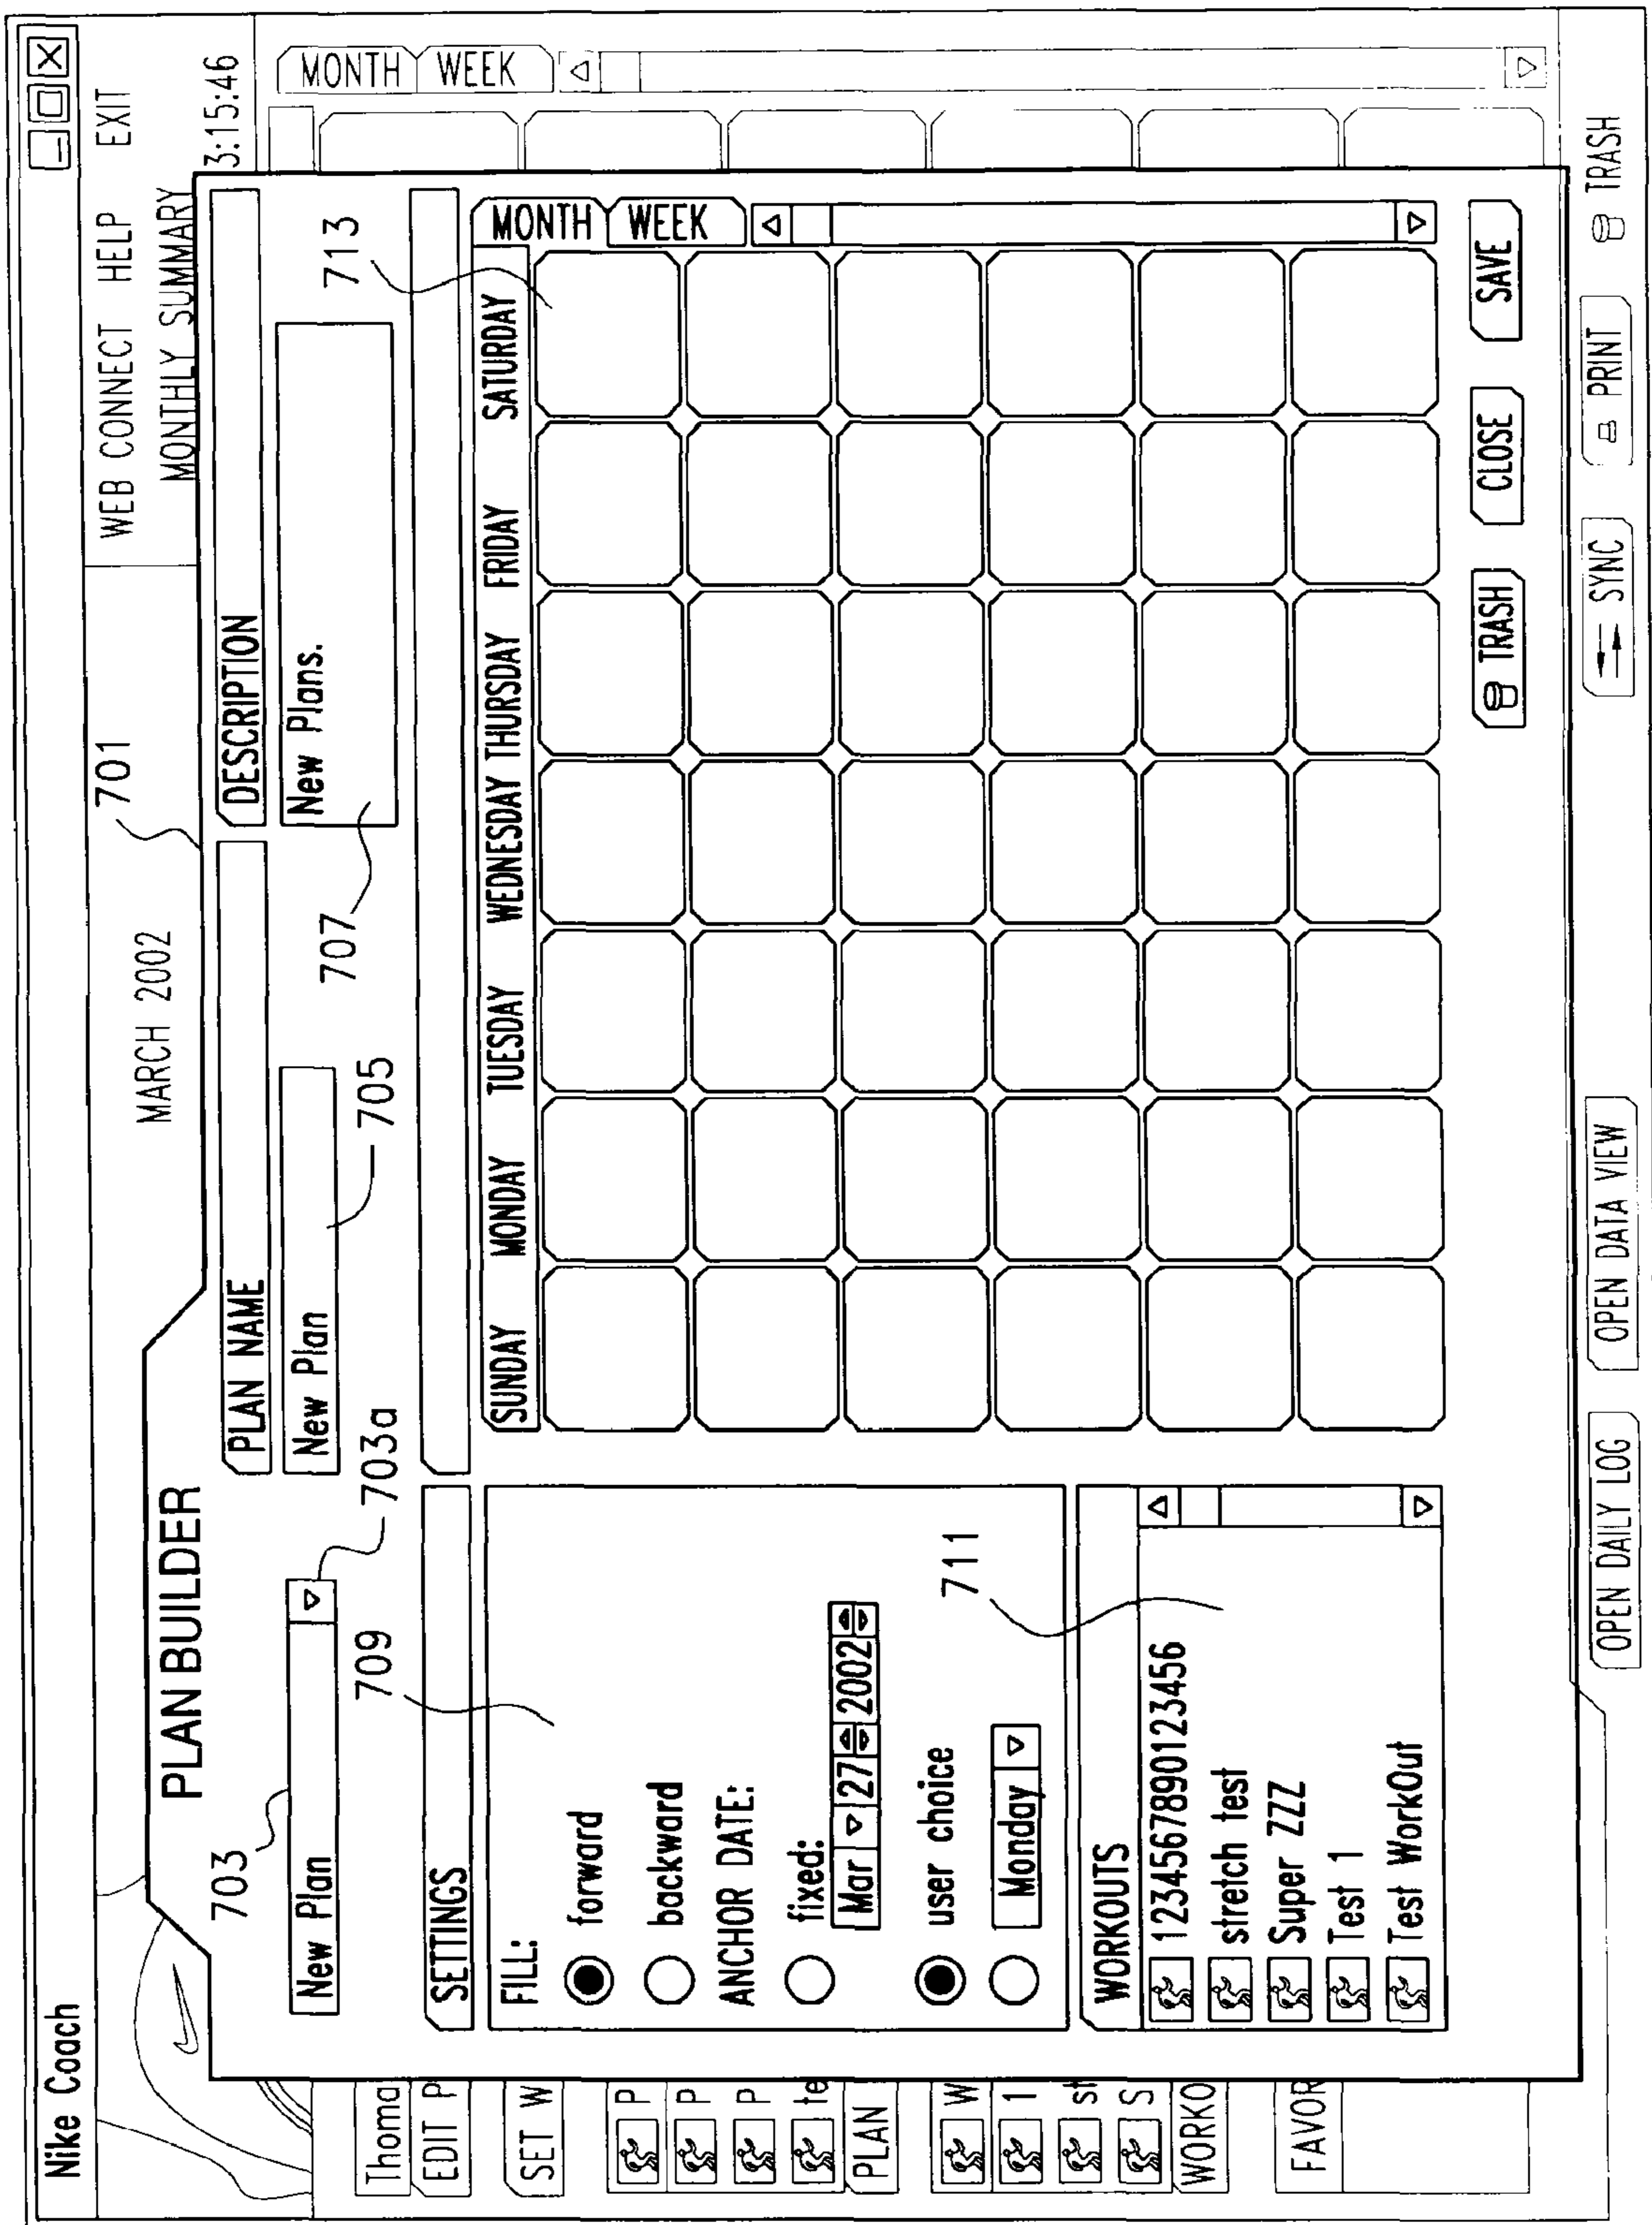 Nike Coach
WEB CONNECT HELP EXIT
MARCH 2002
MONTHLY SUMMARY
3:15:46
701
PLAN BUILDER
703
703a
New Plan
PLAN NAME
New Plan
705
DESCRIPTION
New Plans.
707
713
709
SETTINGS
FILL:
forward
backward
ANCHOR DATE:
fixed:
Mar 27 2002
user choice
Monday
711
WORKOUTS
1234567890123456
stretch test
Super ZZZ
Test 1
Test WorkOut
SUNDAY MONDAY TUESDAY WEDNESDAY THURSDAY FRIDAY SATURDAY
MONTH
WEEK
TRASH CLOSE SAVE
MONTH
WEEK
Thoma
EDIT P
SET W
P
P
P
te
PLAN
W
1
st
S
WORKO
FAVOR
OPEN DAILY LOG OPEN DATA VIEW SYNC PRINT TRASH